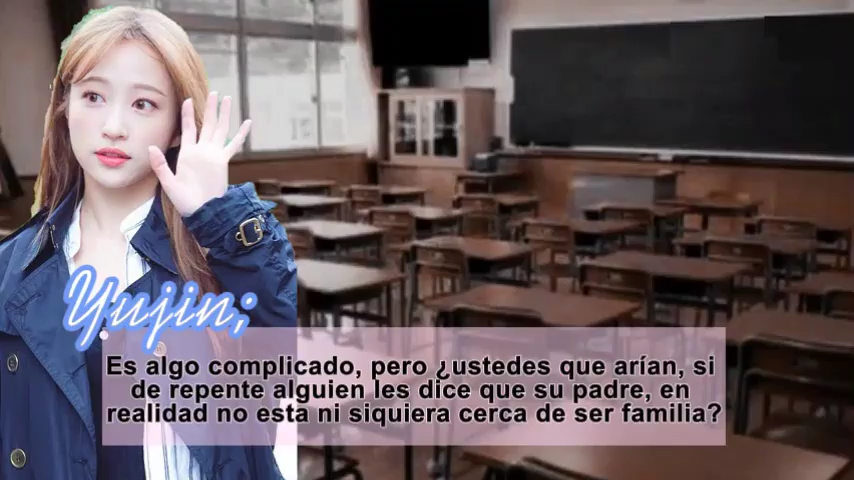 Yujin;
Es algo complicado, pero ¿ustedes que arían, si
de repente alguien les dice que su padre, en
realidad no esta ni siquiera cerca de ser familia?